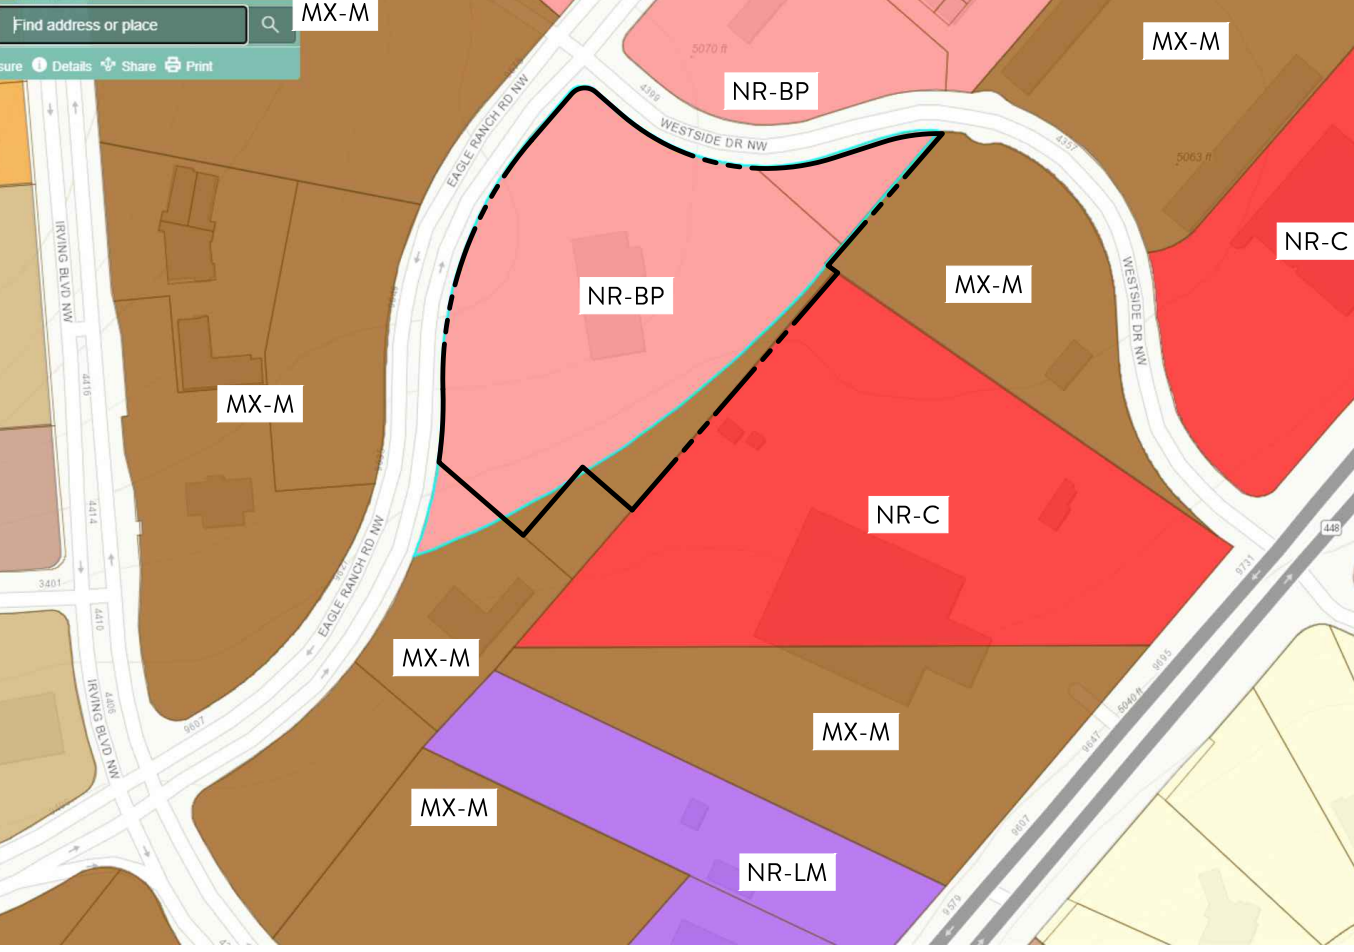 MX-M
Find address or place
sure Details Share Print
MX-M
5070 ft
NR-BP
4399
WESTSIDE DR NW
EAGLE RANCH RD NW
4357
5063 ft
NR-C
IRVING BLVD NW
NR-BP
MX-M
WESTSIDE DR NW
4416
MX-M
4414
NR-C
448
EAGLE RANCH RD NW
3401
9731
4410
MX-M
9695
5040 ft
IRVING BLVD NW
4406
9607
MX-M
9647
MX-M
9607
NR-LM
9579